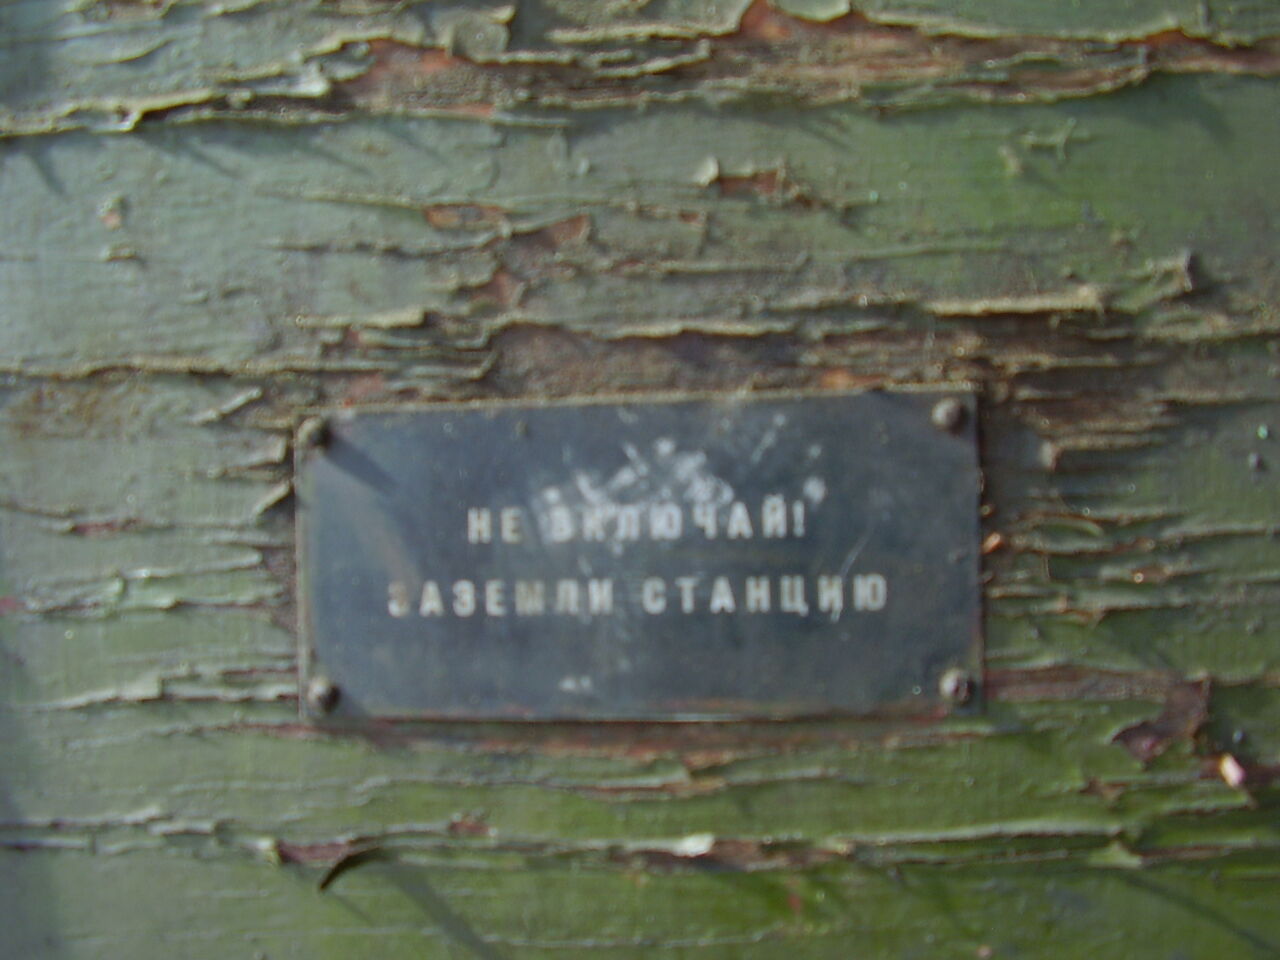 НЕ ВКЛЮЧАЙ!
ЗАЗЕМЛИ СТАНЦИЮ